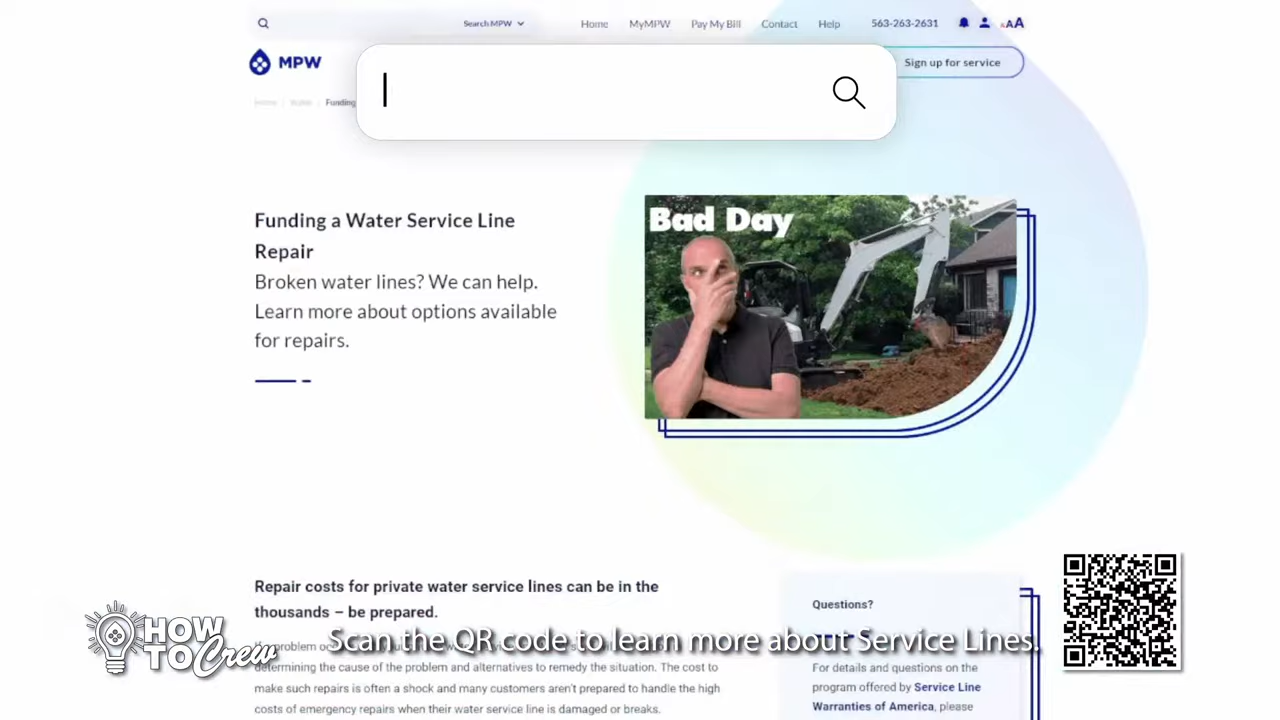 Search MPW
Home
MyMPW
Pay My Bill
Contact
Help
563-263-2631
AAA
MPW
Sign up for service
Home
Water
Funding
Funding a Water Service Line
Repair
Broken water lines? We can help.
Learn more about options available
for repairs.
Bad Day
Repair costs for private water service lines can be in the
thousands – be prepared.
determining the cause of the problem and alternatives to remedy the situation. The cost to
make such repairs is often a shock and many customers aren't prepared to handle the high
costs of emergency repairs when their water service line is damaged or breaks.
Questions?
For details and questions on the
program offered by Service Line
Warranties of America, please
HOW
TO Crew
Scan the QR code to learn more about Service Lines.